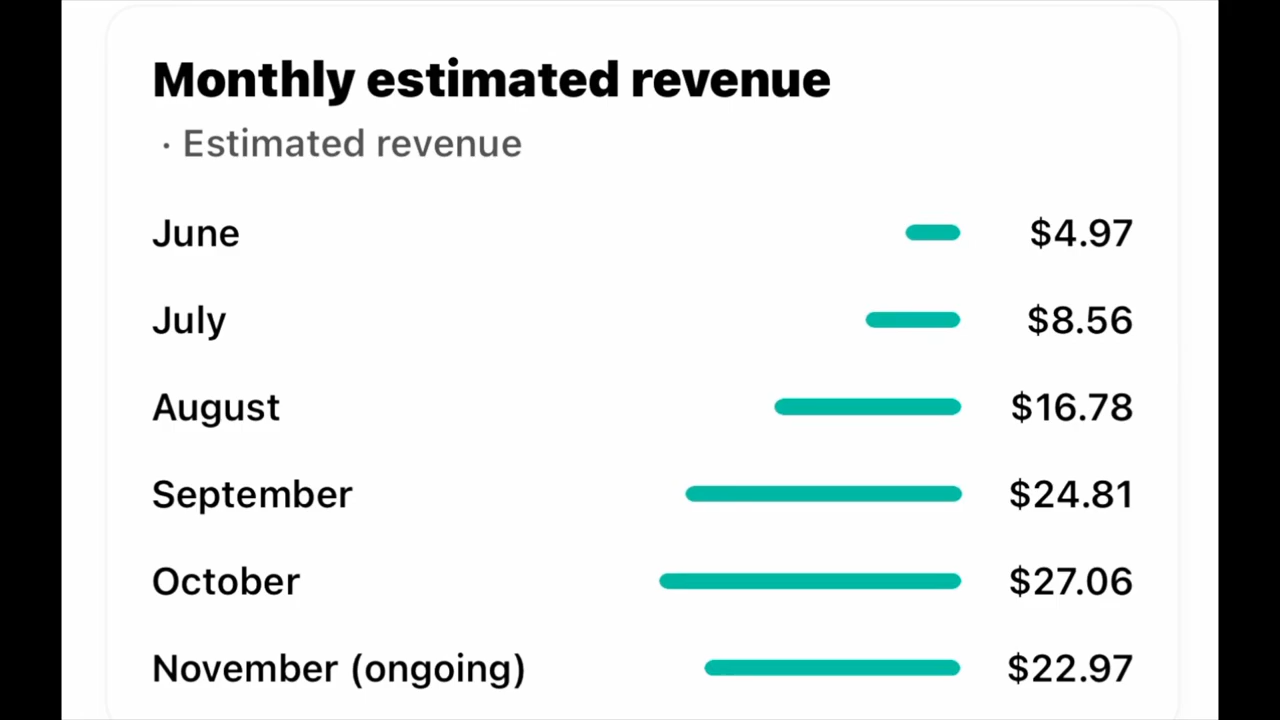 Monthly estimated revenue
· Estimated revenue
June $4.97
July $8.56
August $16.78
September $24.81
October $27.06
November (ongoing) $22.97